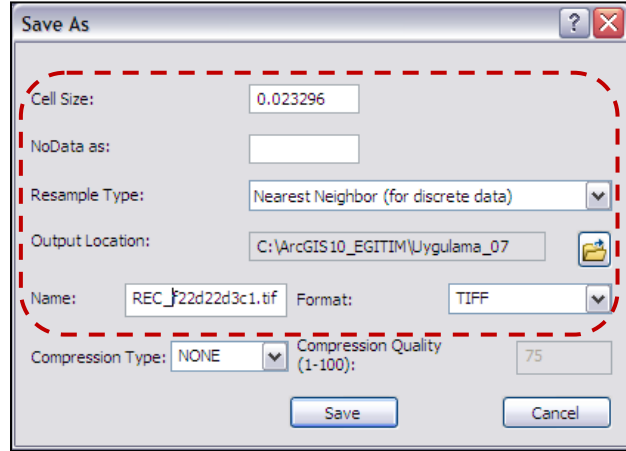 Save As
Cell Size: 0.023296
NoData as:
Resample Type: Nearest Neighbor (for discrete data)
Output Location: C:\ArcGIS10_EGITIM\Uygulama_07
Name: REC_f22d22d3c1.tif Format: TIFF
Compression Type: NONE Compression Quality
(1-100): 75
Save Cancel